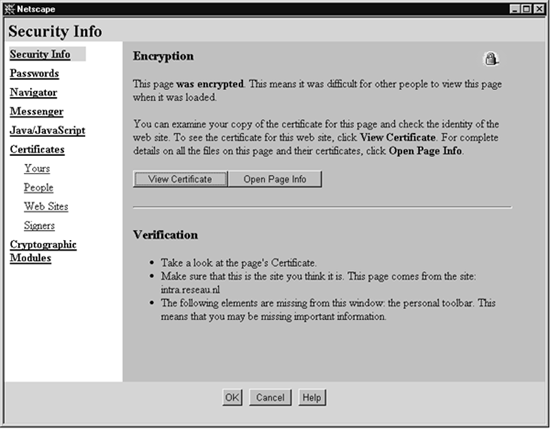 Netscape
Security Info
Security Info
Passwords
Navigator
Messenger
Java/JavaScript
Certificates
Yours
People
Web Sites
Signers
Cryptographic
Modules
Encryption
This page was encrypted. This means it was difficult for other people to view this page
when it was loaded.
You can examine your copy of the certificate for this page and check the identity of the
web site. To see the certificate for this web site, click View Certificate. For complete
details on all the files on this page and their certificates, click Open Page Info.
View Certificate
Open Page Info
Verification
• Take a look at the page's Certificate.
• Make sure that this is the site you think it is. This page comes from the site:
intra.reseau.nl
• The following elements are missing from this window: the personal toolbar. This
means that you may be missing important information.
OK
Cancel
Help